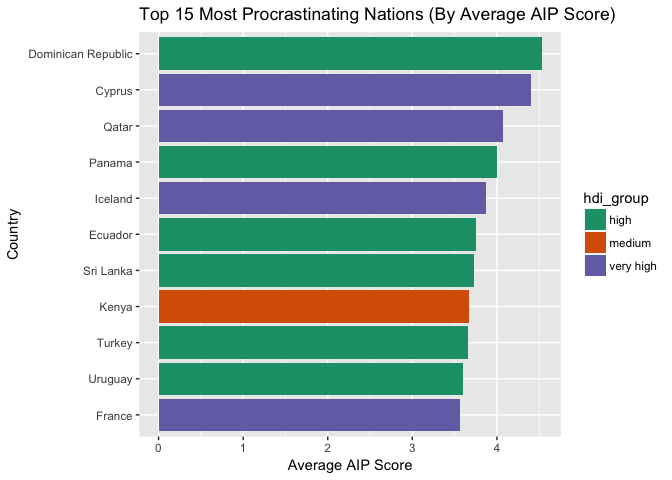 Top 15 Most Procrastinating Nations (By Average AIP Score)
Dominican Republic
Cyprus
Qatar
Panama
Iceland
Ecuador
Sri Lanka
Kenya
Turkey
Uruguay
France
Country
0 1 2 3 4
Average AIP Score
hdi_group
high
medium
very high